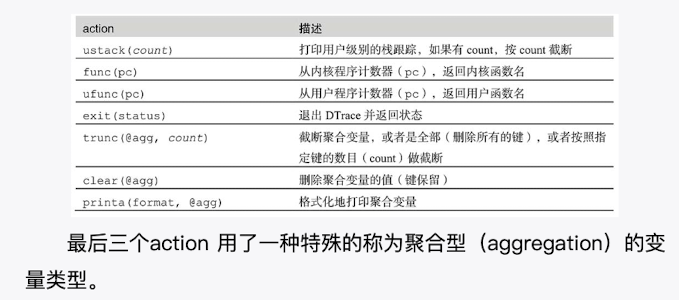 action 描述
ustack(count) 打印用户级别的栈跟踪，如果有 count，按 count 截断
func(pc) 从内核程序计数器（pc），返回内核函数名
ufunc(pc) 从用户程序计数器（pc），返回用户函数名
exit(status) 退出 DTrace 并返回状态
trunc(@agg, count) 截断聚合变量，或者是全部（删除所有的键），或者按照指
定键的数目（count）做截断
clear(@agg) 删除聚合变量的值（键保留）
printa(format, @agg) 格式化地打印聚合变量
最后三个action 用了一种特殊的称为聚合型（aggregation）的变
量类型。